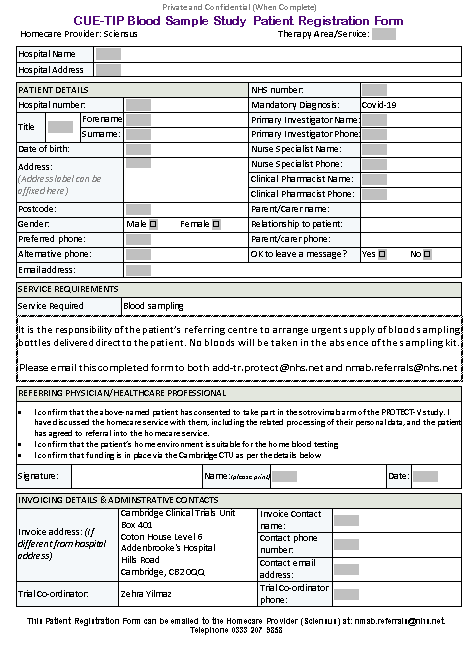 Private and Confidential (When Complete)
CUE-TIP Blood Sample Study Patient Registration Form
Homecare Provider: Sciensus Therapy Area/Service:
Hospital Name
Hospital Address
PATIENT DETAILS NHS number:
Hospital number: Mandatory Diagnosis: Covid-19
Title Forename Primary Investigator Name:
Surname: Primary Investigator Phone:
Date of birth: Nurse Specialist Name:
Address: Nurse Specialist Phone:
(Address label can be Clinical Pharmacist Name:
affixed here) Clinical Pharmacist Phone:
Postcode: Parent/Carer name:
Gender: Male Female Relationship to patient:
Preferred phone: Parent/carer phone:
Alternative phone: OK to leave a message? Yes No
Email address:
SERVICE REQUIREMENTS
Service Required Blood sampling
It is the responsibility of the patient's referring centre to arrange urgent supply of blood sampling
bottles delivered direct to the patient. No bloods will be taken in the absence of the sampling kit.
Please email this completed form to both add-tr.protect@nhs.net and nmab.referrals@nhs.net
REFERRING PHYSICIAN/HEALTHCARE PROFESSIONAL
• I confirm that the above-named patient has consented to take part in the sotrovimab arm of the PROTECT-V study. I
have discussed the homecare service with them, including the related processing of their personal data, and the patient
has agreed to referral into the homecare service.
• I confirm that the patient's home environment is suitable for the home blood testing
• I confirm that funding is in place via the Cambridge CTU as per the details below
Signature: Name: (please print) Date:
INVOICING DETAILS & ADMINSTRATIVE CONTACTS
Invoice address: (if
different from hospital
address)
Cambridge Clinical Trials Unit
Box 401
Coton House Level 6
Addenbrooke's Hospital
Hills Road
Cambridge, CB20QQ
Invoice Contact
name:
Contact phone
number:
Contact email
address:
Trial Co-ordinator: Zehra Yilmaz
Trial Co-ordinator
phone:
This Patient Registration Form can be emailed to the Homecare Provider (Sciensus) at: nmab.referrals@nhs.net.
Telephone 0333 207 9858